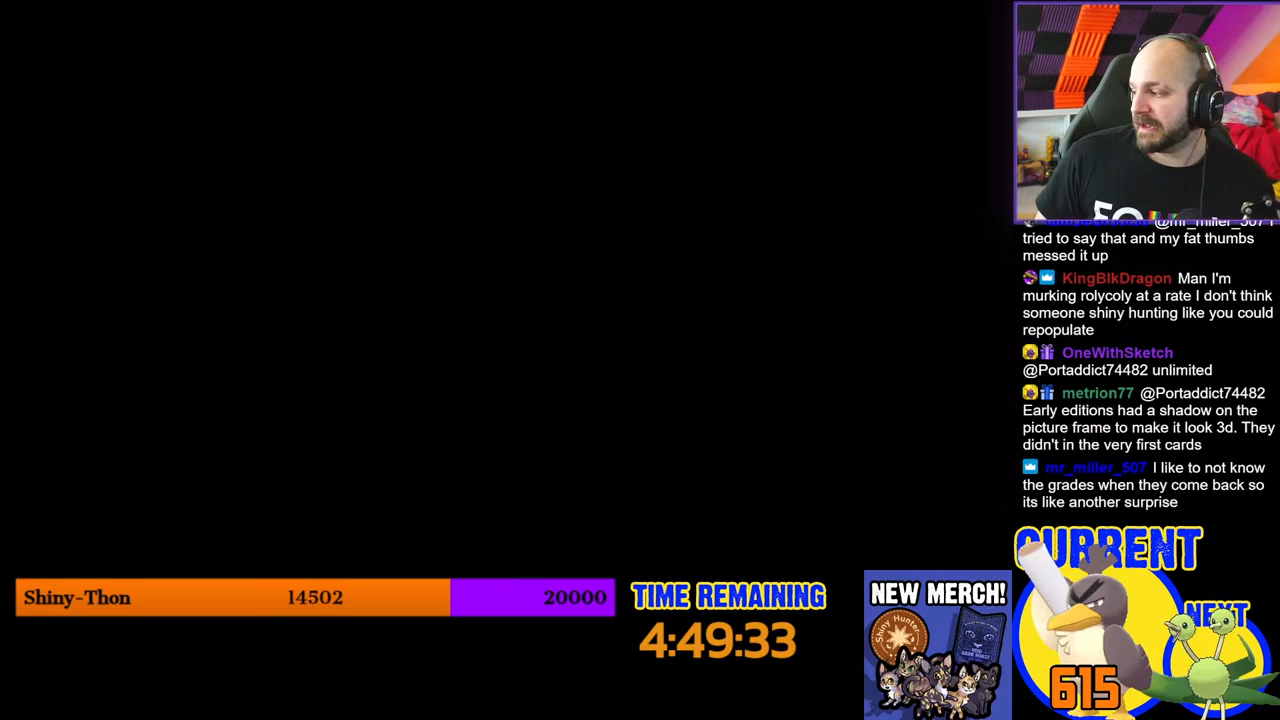 @mr_miller_507 I
tried to say that and my fat thumbs
messed it up
KingBlkDragon Man I'm
murking rolycoly at a rate I don't think
someone shiny hunting like you could
repopulate
OneWithSketch
@Portaddict74482 unlimited
metrion77 @Portaddict74482
Early editions had a shadow on the
picture frame to make it look 3d. They
didn't in the very first cards
mr_miller_507 I like to not know
the grades when they come back so
its like another surprise
CURRENT
NEXT
615
Shiny-Thon 14502 20000
TIME REMAINING
4:49:33
NEW MERCH!
Shiny Hunter